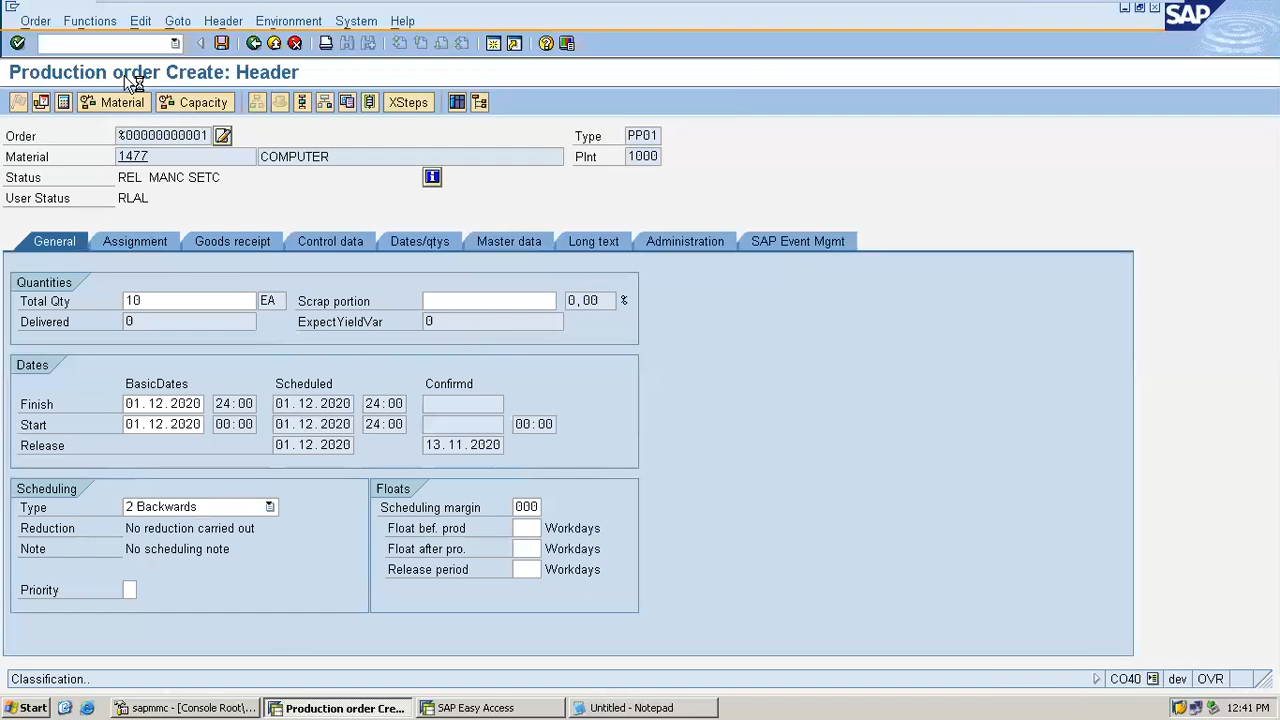 Order Functions Edit Goto Header Environment System Help
SAP
Production order Create: Header
Material Capacity XSteps
Order %00000000001 Type PP01
Material 1477 COMPUTER Plnt 1000
Status REL MANC SETC
User Status RLAL
General Assignment Goods receipt Control data Dates/qtys Master data Long text Administration SAP Event Mgmt
Quantities
Total Qty 10 EA Scrap portion 0,00 %
Delivered 0 ExpectYieldVar 0
Dates
BasicDates Scheduled Confirmd
Finish 01.12.2020 24:00 01.12.2020 24:00
Start 01.12.2020 00:00 01.12.2020 24:00 00:00
Release 01.12.2020 13.11.2020
Scheduling Floats
Type 2 Backwards Scheduling margin 000
Reduction No reduction carried out Float bef. prod Workdays
Note No scheduling note Float after pro. Workdays
Release period Workdays
Priority
Classification.. CO40 dev OVR
Start sapmmc - [Console Root\... Production order Cre... SAP Easy Access Untitled - Notepad 12:41 PM